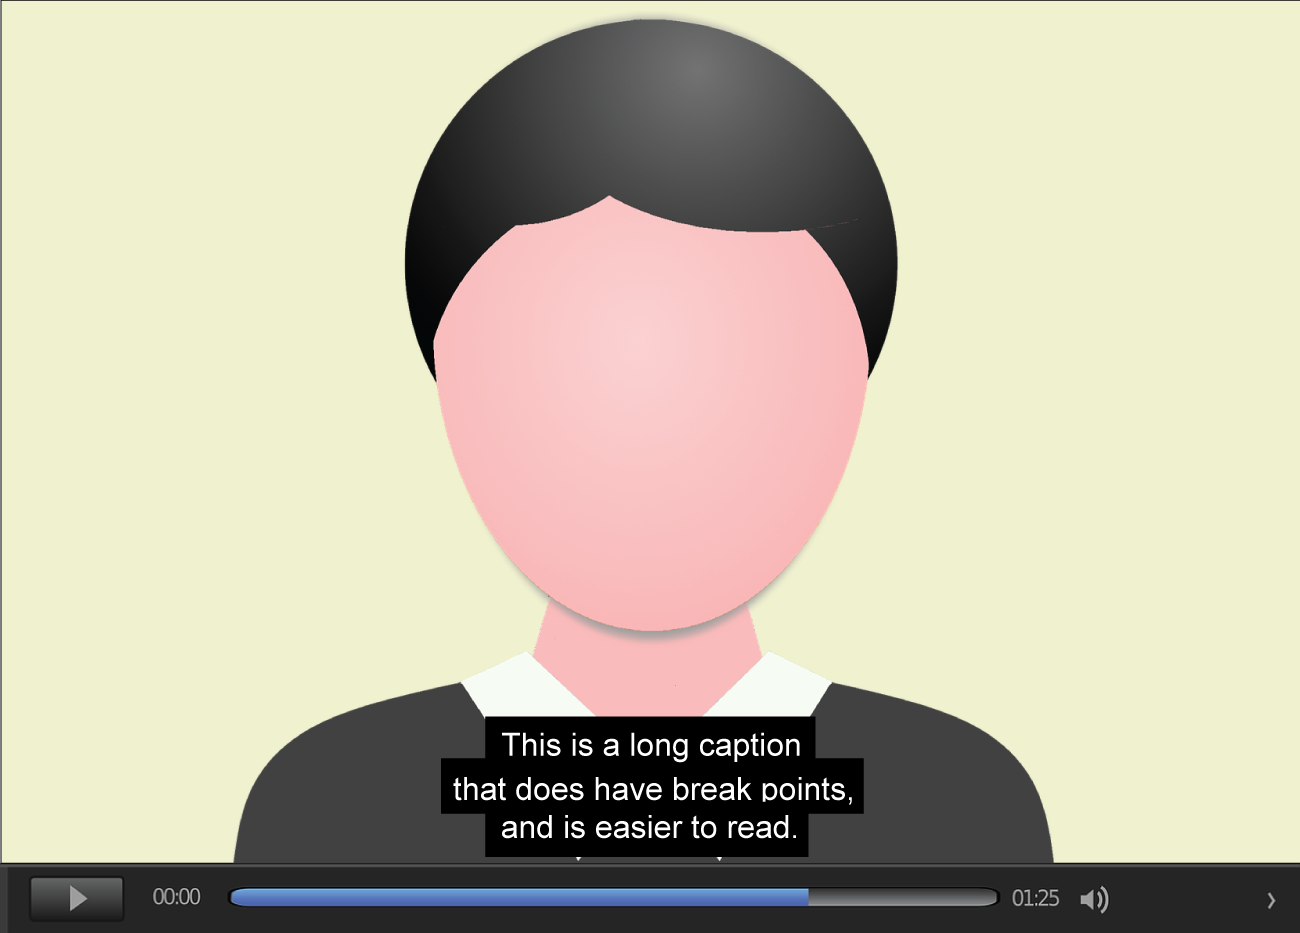 This is a long caption
that does have break points,
and is easier to read.
00:00
01:25